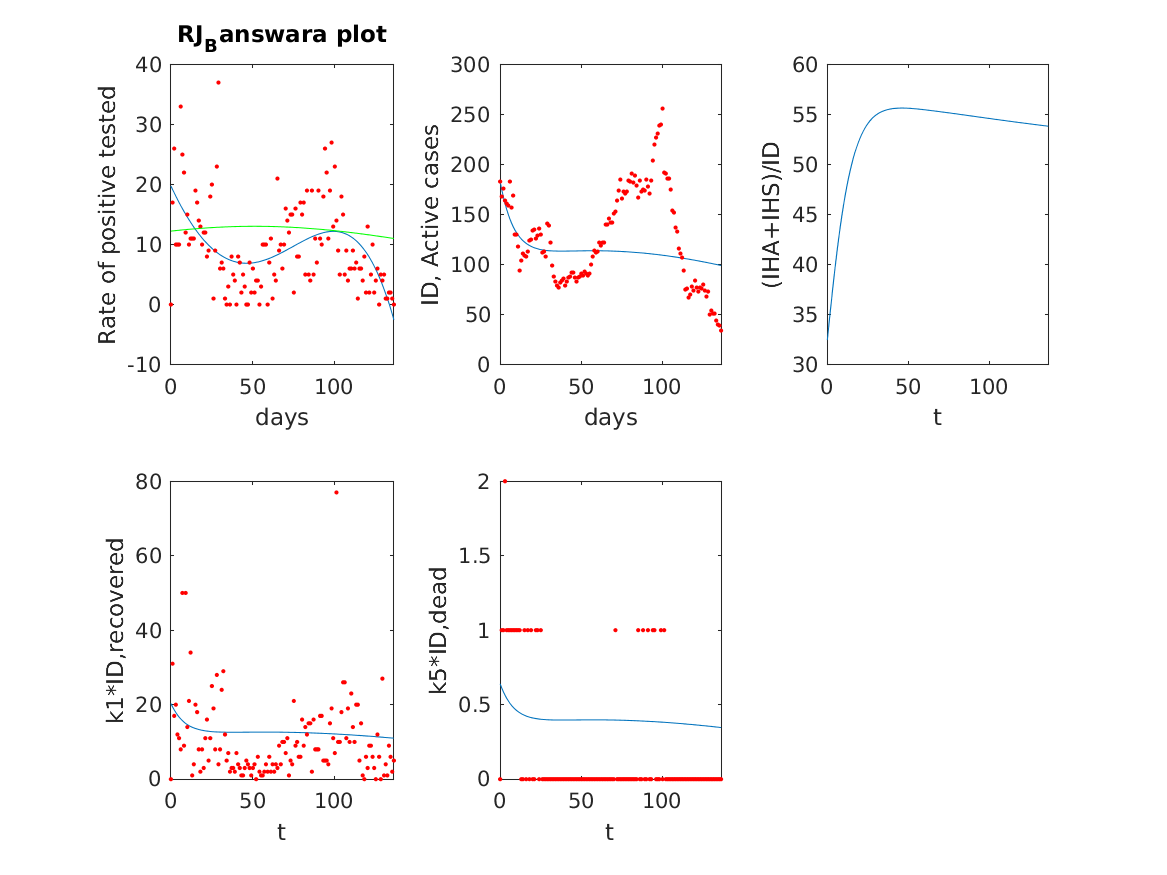 RJ_Banswara plot
40
30
20
10
0
-10
Rate of positive tested
0 50 100
days
300
250
200
150
100
50
0
ID, Active cases
0 50 100
days
60
55
50
45
40
35
30
(IHA+IHS)/ID
0 50 100
t
80
60
40
20
0
k1*ID,recovered
0 50 100
t
2
1.5
1
0.5
0
k5*ID,dead
0 50 100
t